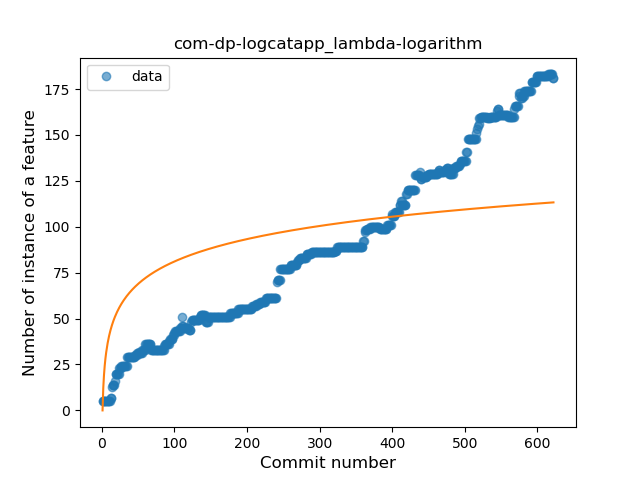 com-dp-logcatapp_lambda-logarithm
data
Number of instance of a feature
175
150
125
100
75
50
25
0
0 100 200 300 400 500 600
Commit number